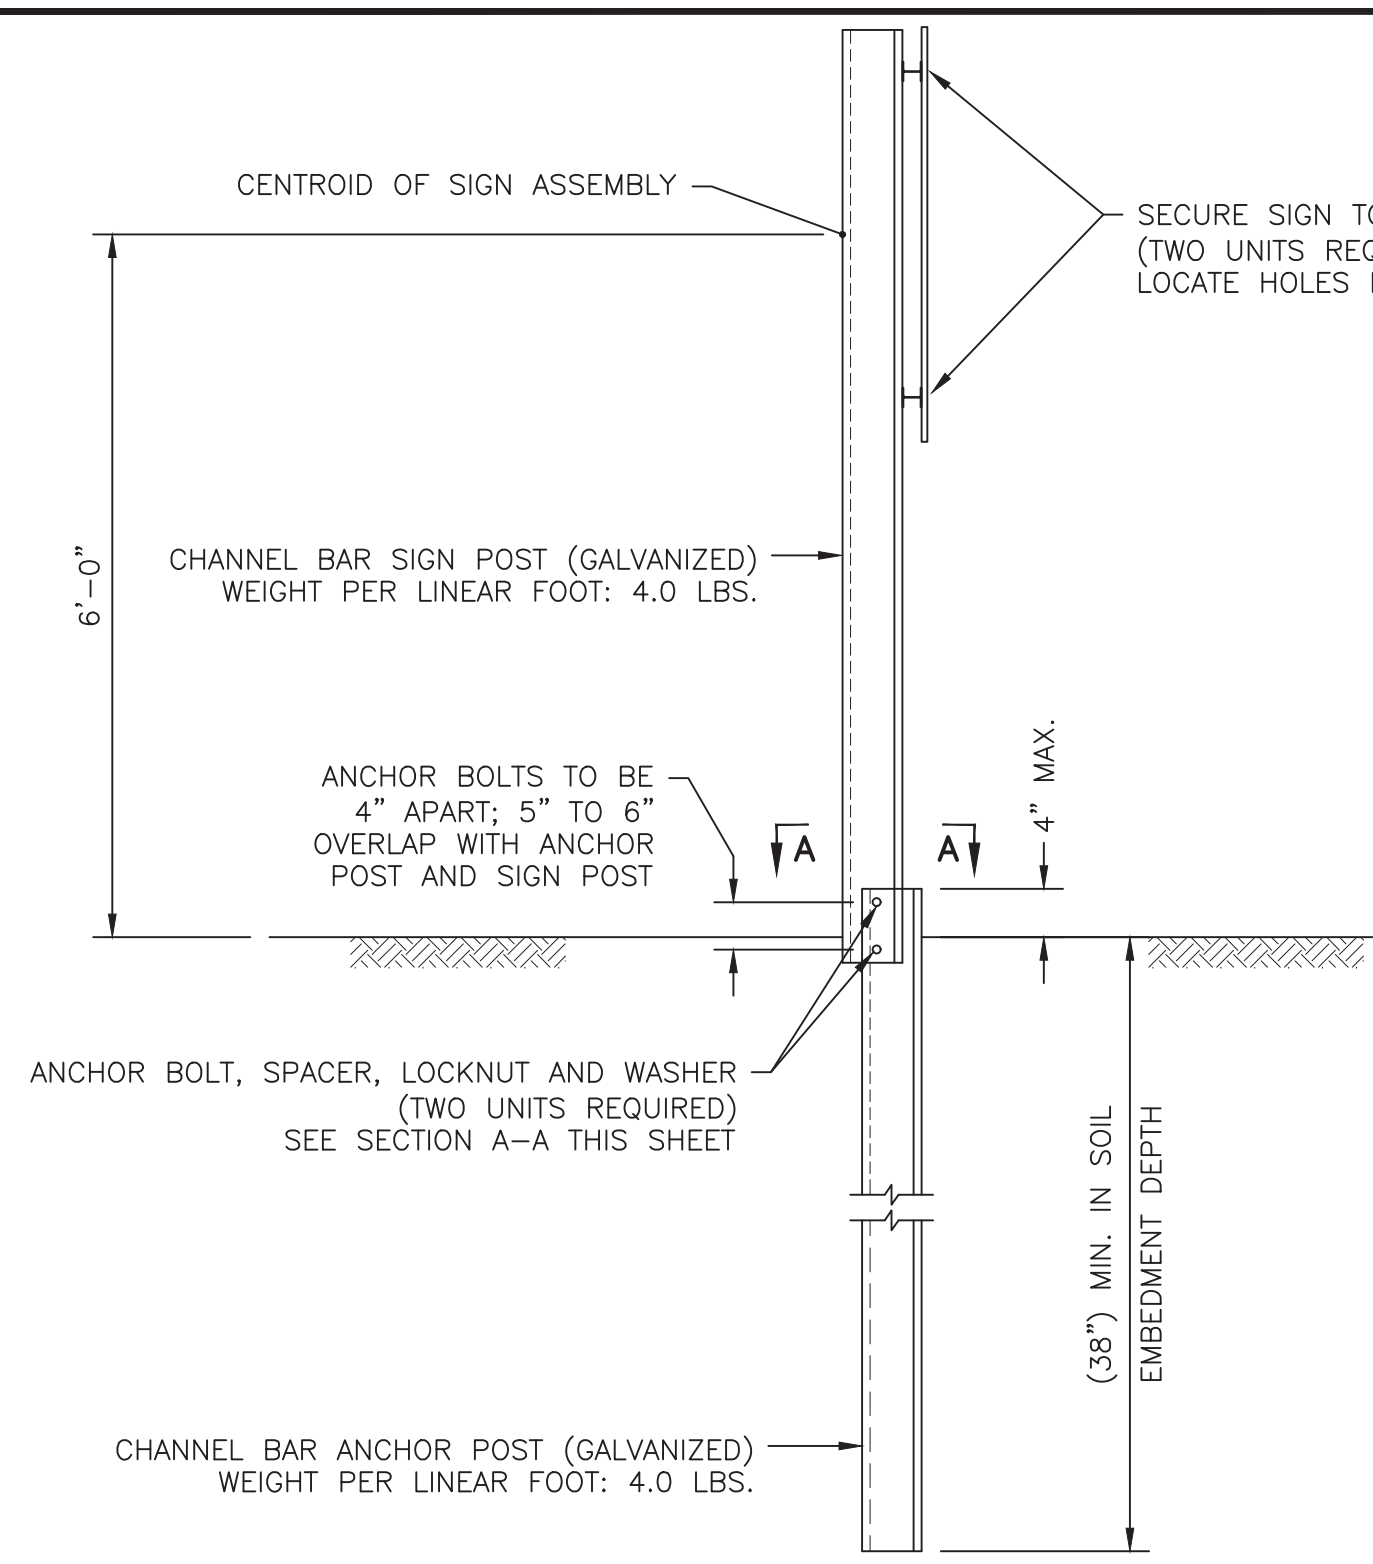 CENTROID OF SIGN ASSEMBLY
SECURE SIGN
(TWO UNITS
LOCATE HOLES
6'-0"
CHANNEL BAR SIGN POST (GALVANIZED)
WEIGHT PER LINEAR FOOT: 4.0 LBS.
4" MAX.
ANCHOR BOLTS TO BE
4" APART; 5" TO 6"
OVERLAP WITH ANCHOR
POST AND SIGN POST
A
A
ANCHOR BOLT, SPACER, LOCKNUT AND WASHER
(TWO UNITS REQUIRED)
SEE SECTION A-A THIS SHEET
(38") MIN. IN SOIL
EMBEDMENT DEPTH
CHANNEL BAR ANCHOR POST (GALVANIZED)
WEIGHT PER LINEAR FOOT: 4.0 LBS.